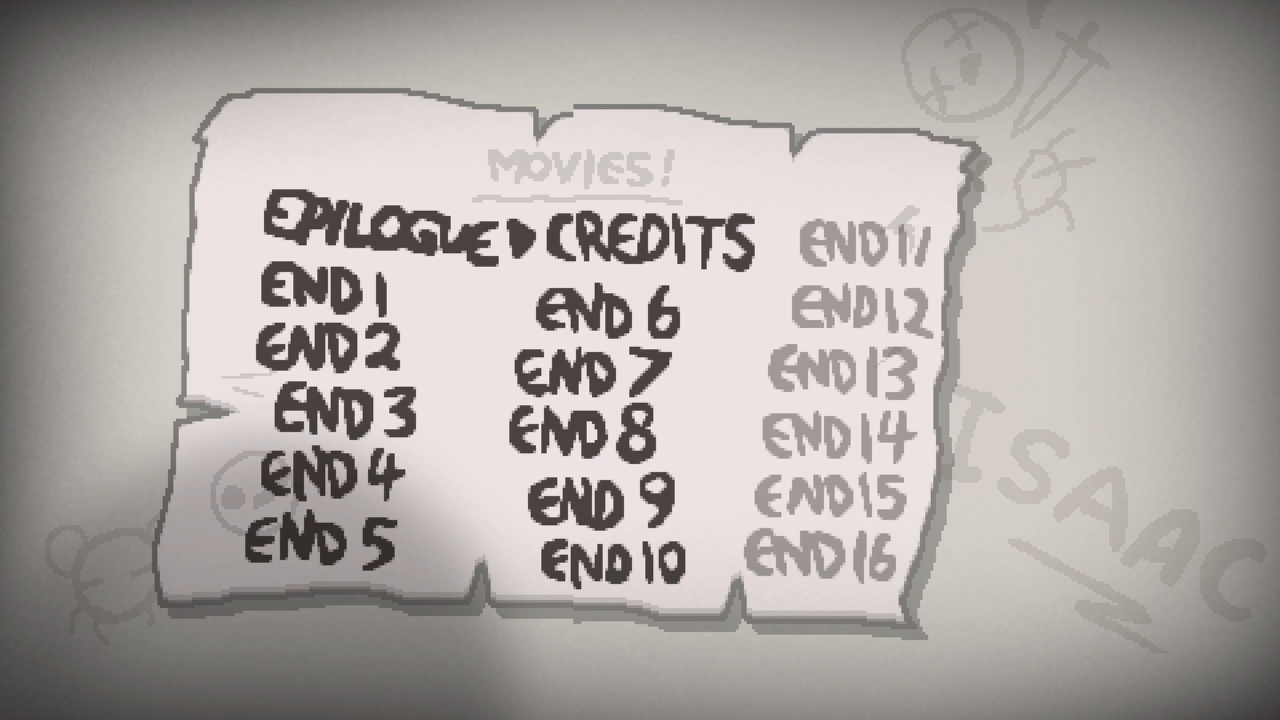 MOVIES!
EPILOGUE CREDITS
END 1
END 2
END 3
END 4
END 5
END 6
END 7
END 8
END 9
END 10
END 11
END 12
END 13
END 14
END 15
END 16
ISAAC